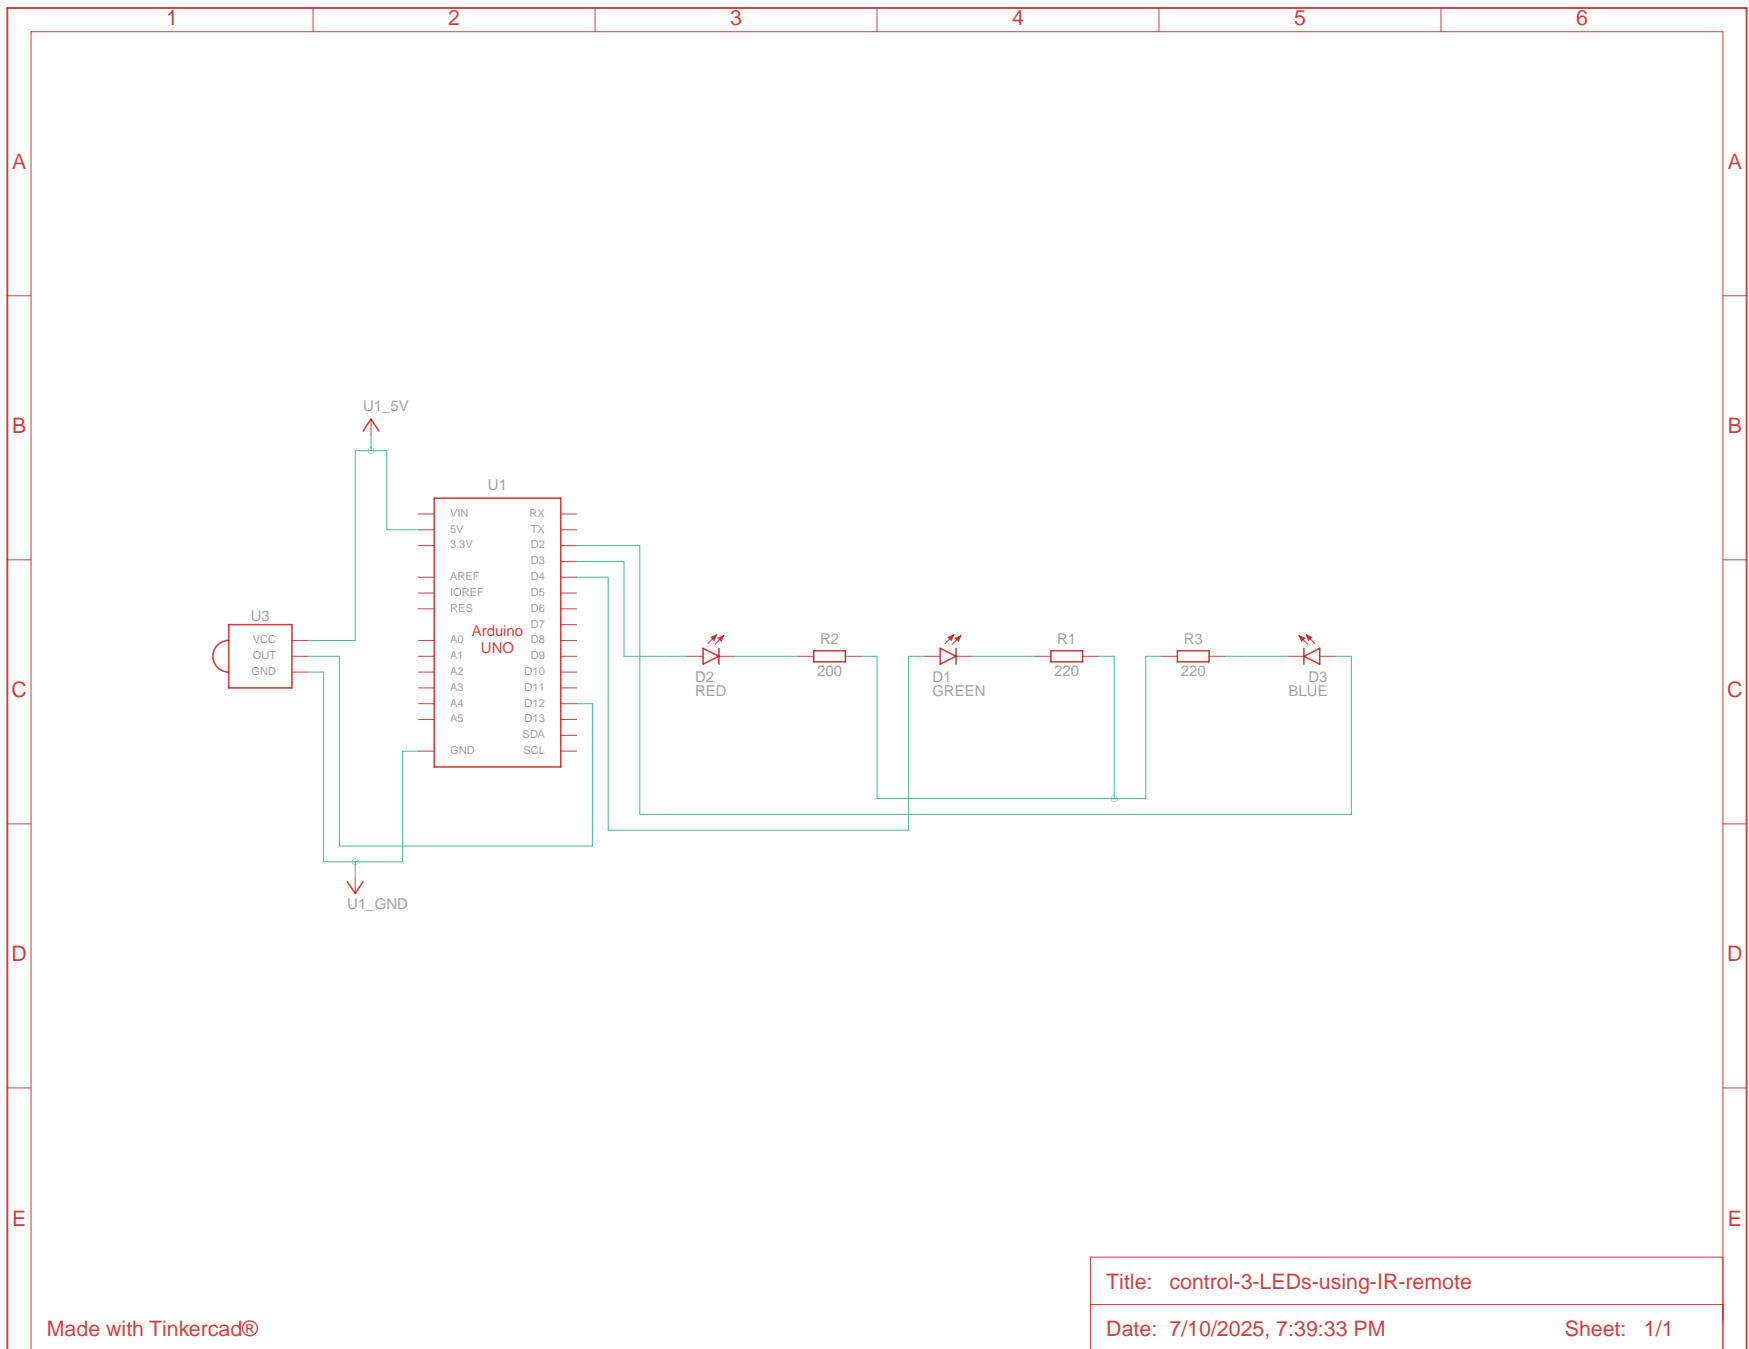 1 2 3 4 5 6
A A
B B
U1_5V
U1
VIN RX
5V TX
3.3V D2
D3
AREF D4
IOREF D5
RES D6
D7
A0 D8
A1 D9
A2 D10
A3 D11
A4 D12
A5 D13
SDA
GND SCL
Arduino
UNO
U3
VCC
OUT
GND
C C
D2
RED
R2
200
D1
GREEN
R1
220
R3
220
D3
BLUE
U1_GND
D D
E E
Title: control-3-LEDs-using-IR-remote
Made with Tinkercad®
Date: 7/10/2025, 7:39:33 PM Sheet: 1/1